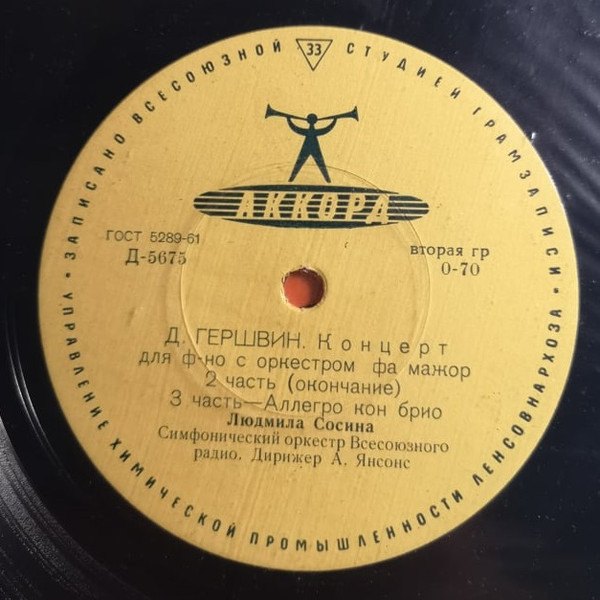 ЗАПИСАНО ВСЕСОЮЗНОЙ СТУДИЕЙ ГРАМЗАПИСИ
33
АККОРД
ГОСТ 5289-61
Д-5675
вторая гр
0-70
Д. ГЕРШВИН. Концерт
для ф-но с оркестром фа мажор
2 часть (окончание)
3 часть—Аллегро кон брио
Людмила Сосина
Симфонический оркестр Всесоюзного
радио. Дирижер А. Янсонс
УПРАВЛЕНИЕ ХИМИЧЕСКОЙ ПРОМЫШЛЕННОСТИ ЛЕНСОВНАРХОЗА